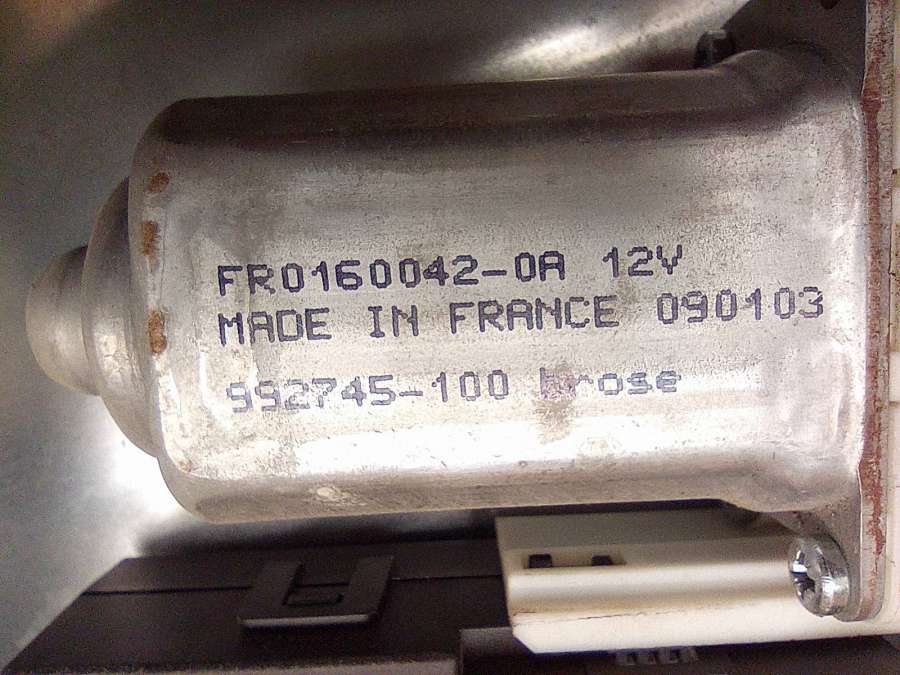 FR0160042-0A 12V
MADE IN FRANCE 090103
992745-100 brose